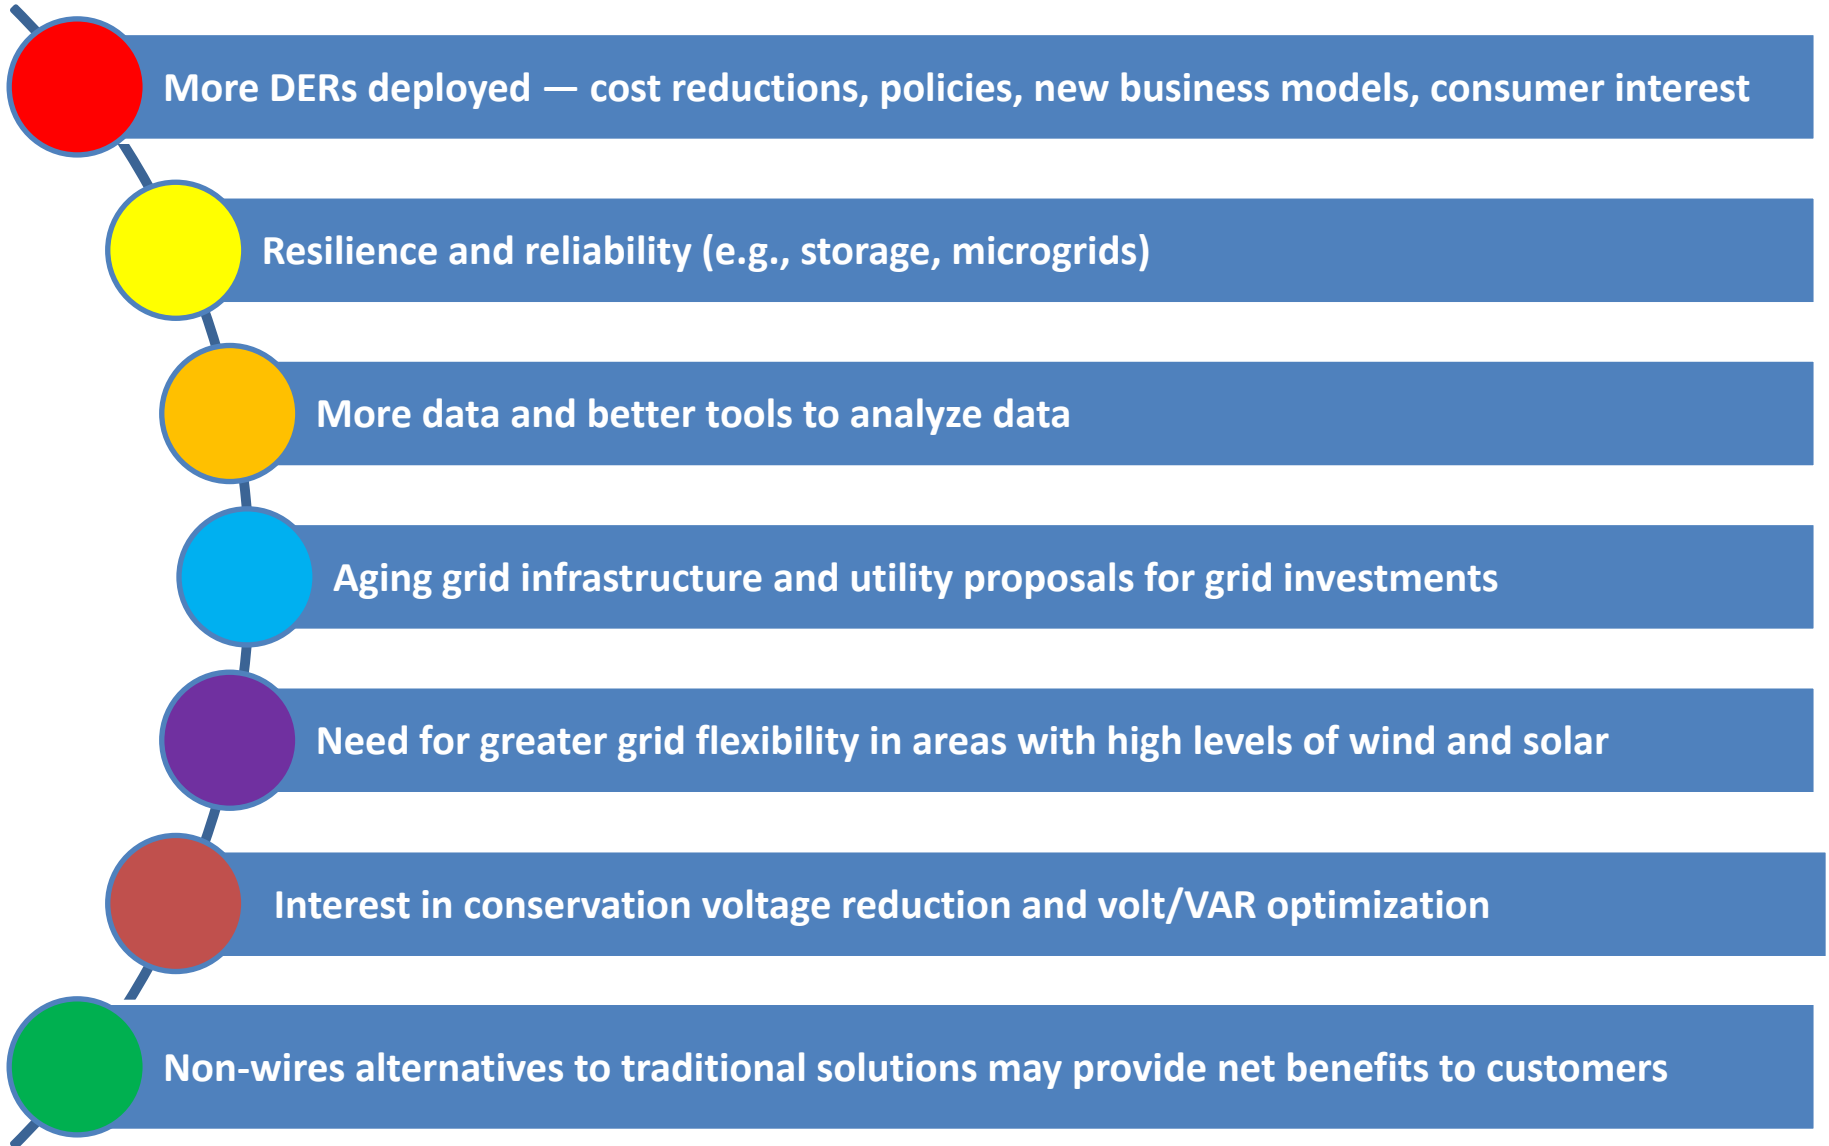 More DERs deployed — cost reductions, policies, new business models, consumer interest
Resilience and reliability (e.g., storage, microgrids)
More data and better tools to analyze data
Aging grid infrastructure and utility proposals for grid investments
Need for greater grid flexibility in areas with high levels of wind and solar
Interest in conservation voltage reduction and volt/VAR optimization
Non-wires alternatives to traditional solutions may provide net benefits to customers